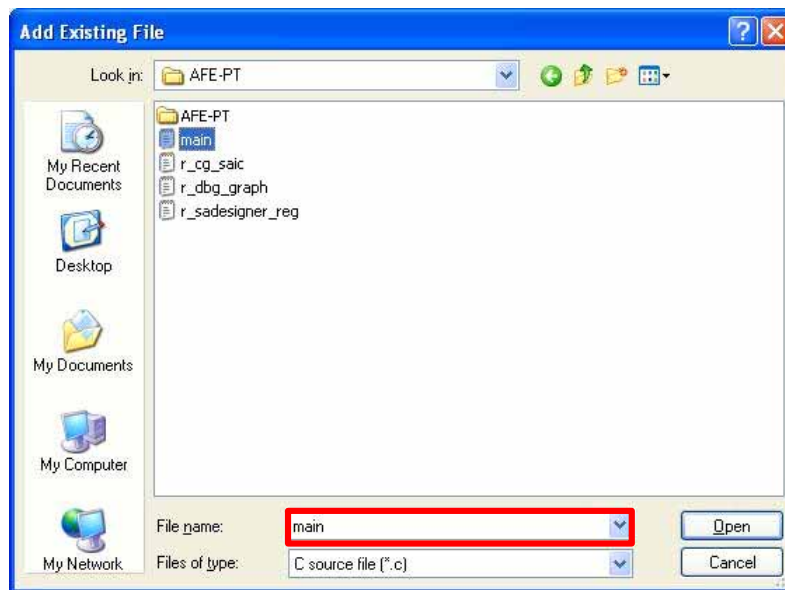 Add Existing File
Look in: AFE-PT
AFE-PT
main
r_cg_saic
r_dbg_graph
r_sadesigner_reg
My Recent
Documents
Desktop
My Documents
My Computer
My Network
File name: main Open
Files of type: C source file (*.c) Cancel